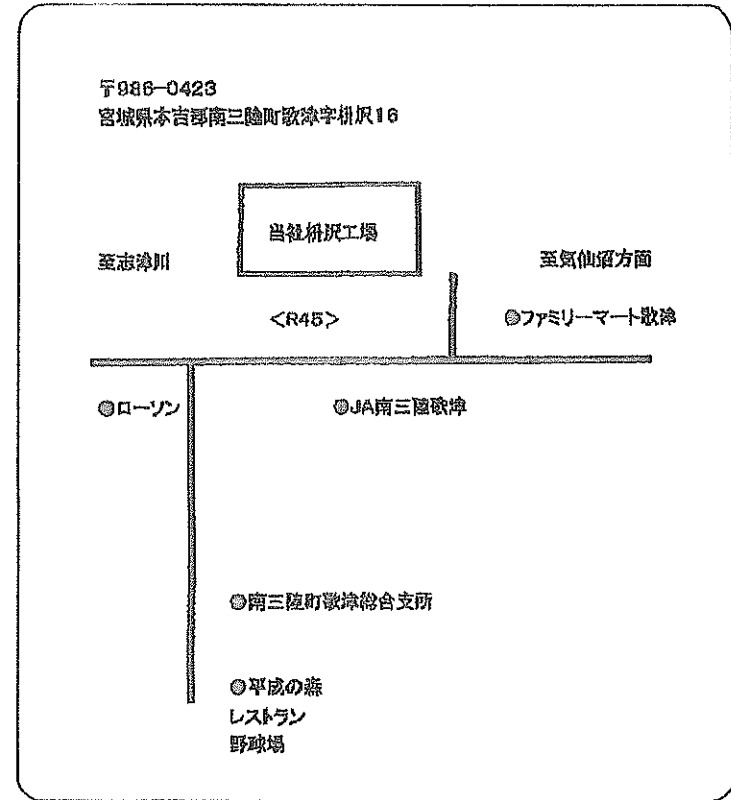 〒986-0423
宮城県本吉郡南三陸町歌津字枡沢16
当社枡沢工場
至志津川
至気仙沼方面
<R45>
◎ファミリーマート歌津
◎ローソン
◎JA南三陸歌津
◎南三陸町歌津総合支所
◎平成の森
レストラン
野球場